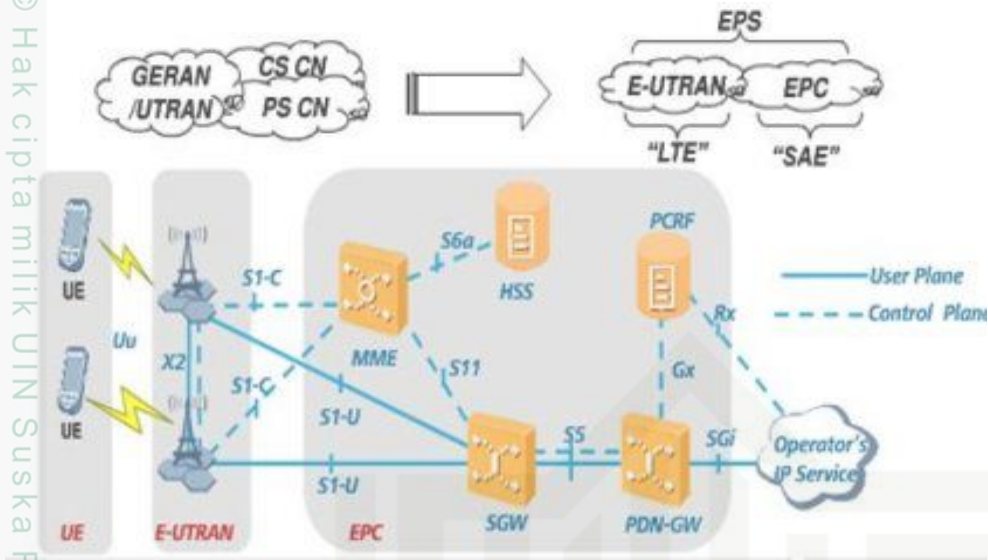 © Hak cipta milik UIN Suska
EPS
GERAN
/UTRAN
CS CN
PS CN
E-UTRAN
EPC
"LTE"
"SAE"
UE
UE
Uu
X2
S1-C
S1-C
S1-U
S1-U
MME
S6a
HSS
S11
SGW
S5
PCRF
Gx
Rx
PDN-GW
SGi
Operator's
IP Service
User Plane
Control Plane
UE
E-UTRAN
EPC